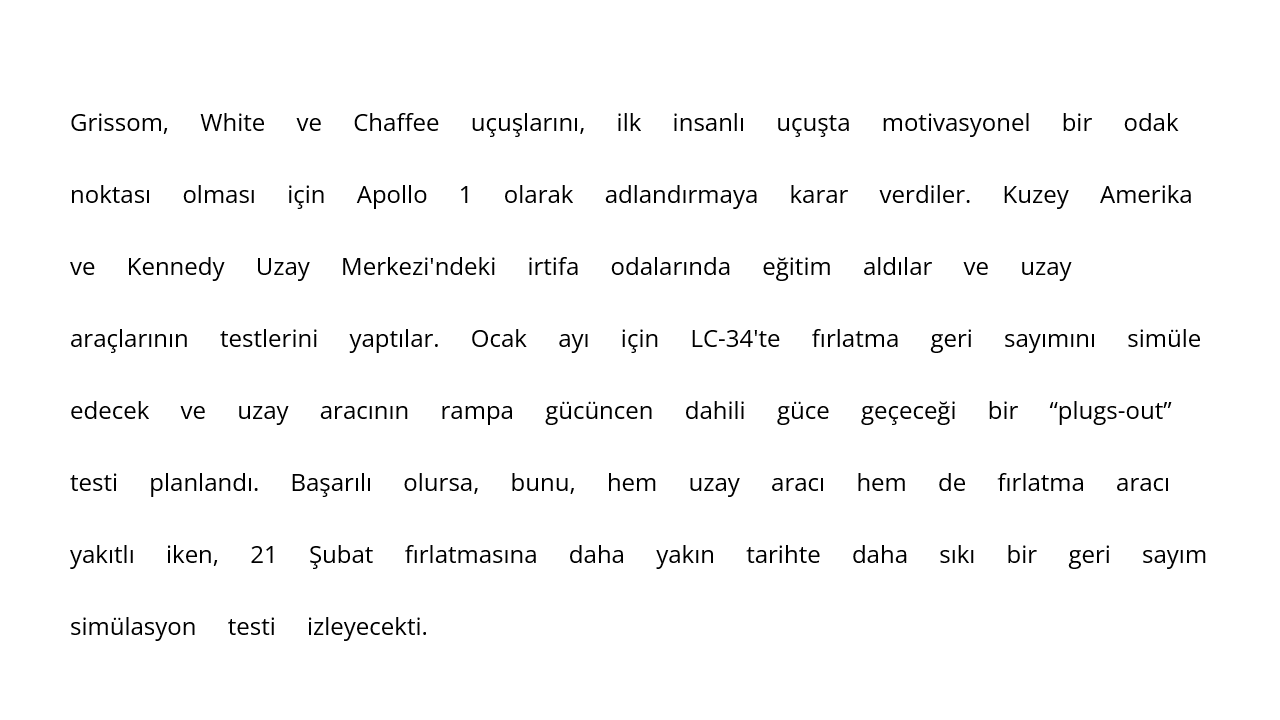 Grissom, White ve Chaffee uçuşlarını, ilk insanlı uçuşta motivasyonel bir odak
noktası olması için Apollo 1 olarak adlandırmaya karar verdiler. Kuzey Amerika
ve Kennedy Uzay Merkezi'ndeki irtifa odalarında eğitim aldılar ve uzay
araçlarının testlerini yaptılar. Ocak ayı için LC-34'te fırlatma geri sayımını simüle
edecek ve uzay aracının rampa gücüncen dahili güce geçeceği bir “plugs-out”
testi planlandı. Başarılı olursa, bunu, hem uzay aracı hem de fırlatma aracı
yakıtlı iken, 21 Şubat fırlatmasına daha yakın tarihte daha sıkı bir geri sayım
simülasyon testi izleyecekti.